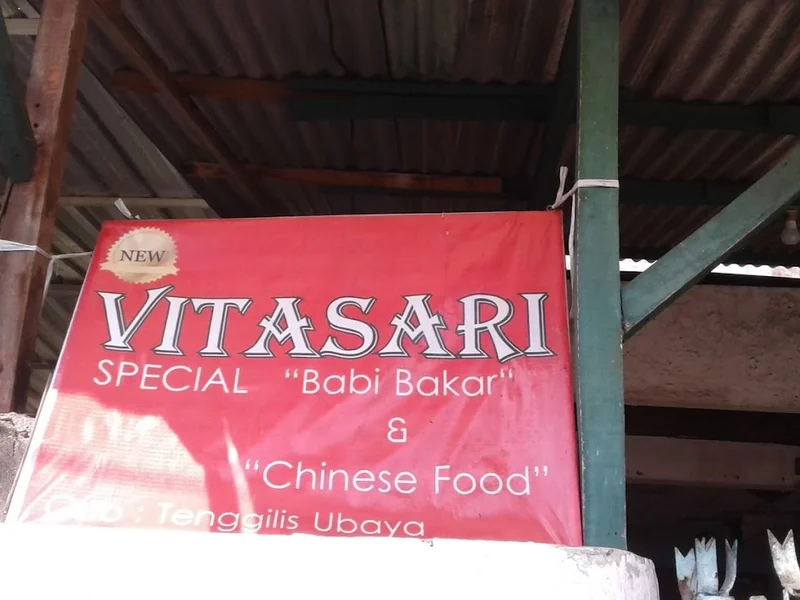 NEW
VITASARI
SPECIAL “Babi Bakar“
&
“Chinese Food”
: Tenggilis Ubaya